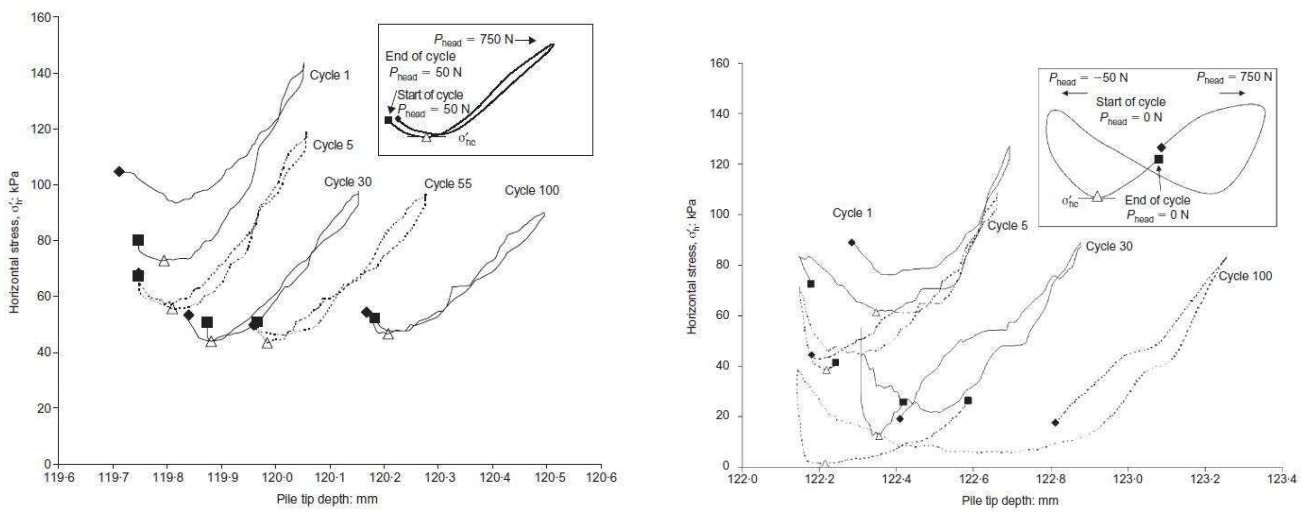 160
140
120
100
80
60
40
20
0
Horizontal stress, σ′h: kPa
119·6
119·7
119·8
119·9
120·0
120·1
120·2
120·3
120·4
120·5
120·6
Pile tip depth: mm
Cycle 1
Cycle 5
Cycle 30
Cycle 55
Cycle 100
Phead = 750 N
End of cycle
Phead = 50 N
Start of cycle
Phead = 50 N
σ′hc
160
140
120
100
80
60
40
20
0
Horizontal stress, σ′h: kPa
122·0
122·2
122·4
122·6
122·8
123·0
123·2
123·4
Pile tip depth: mm
Cycle 1
Cycle 5
Cycle 30
Cycle 100
Phead = −50 N
Phead = 750 N
Start of cycle
Phead = 0 N
σ′hc
End of cycle
Phead = 0 N